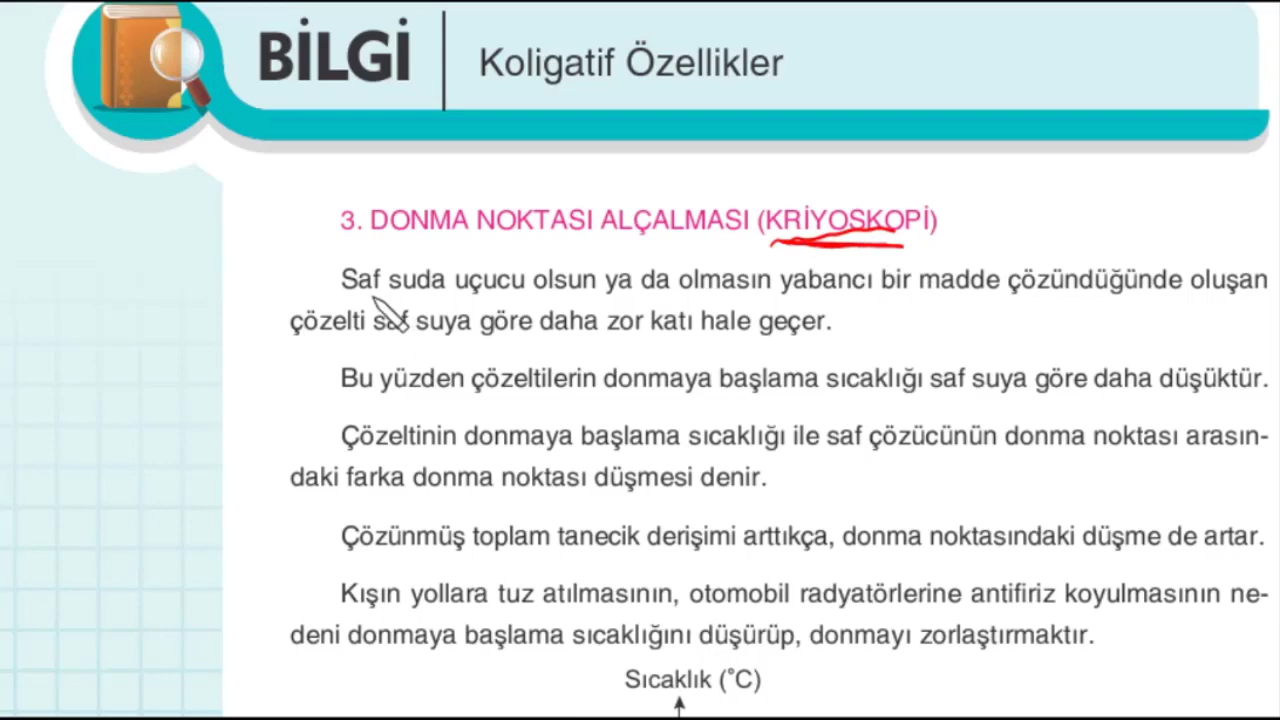 BİLGİ
Koligatif Özellikler
3. DONMA NOKTASI ALÇALMASI (KRİYOSKOPİ)
Saf suda uçucu olsun ya da olmasın yabancı bir madde çözündüğünde oluşan
çözelti saf suya göre daha zor katı hale geçer.
Bu yüzden çözeltilerin donmaya başlama sıcaklığı saf suya göre daha düşüktür.
Çözeltinin donmaya başlama sıcaklığı ile saf çözücünün donma noktası arasın-
daki farka donma noktası düşmesi denir.
Çözünmüş toplam tanecik derişimi arttıkça, donma noktasındaki düşme de artar.
Kışın yollara tuz atılmasının, otomobil radyatörlerine antifiriz koyulmasının ne-
deni donmaya başlama sıcaklığını düşürüp, donmayı zorlaştırmaktır.
Sıcaklık (˚C)